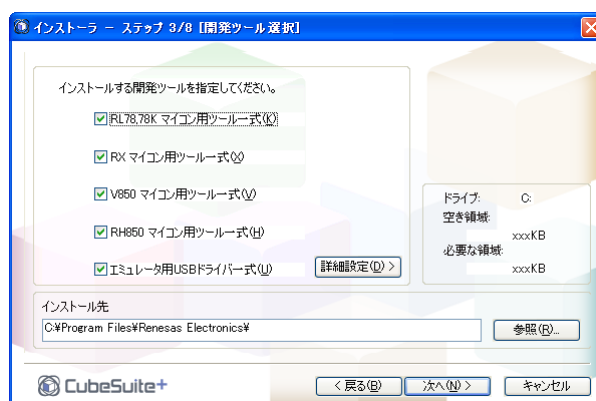 インストーラ － ステップ 3/8 [開発ツール選択]
インストールする開発ツールを指定してください。
RL78,78K マイコン用ツール一式(K)
RX マイコン用ツール一式(X)
V850 マイコン用ツール一式(V)
RH850 マイコン用ツール一式(H)
エミュレータ用USBドライバ一式(U)
詳細設定(D) >
ドライブ: C:
空き領域:
xxxKB
必要な領域:
xxxKB
インストール先
C:¥Program Files¥Renesas Electronics¥
参照(R)...
CubeSuite+
< 戻る(B)
次へ(N) >
キャンセル